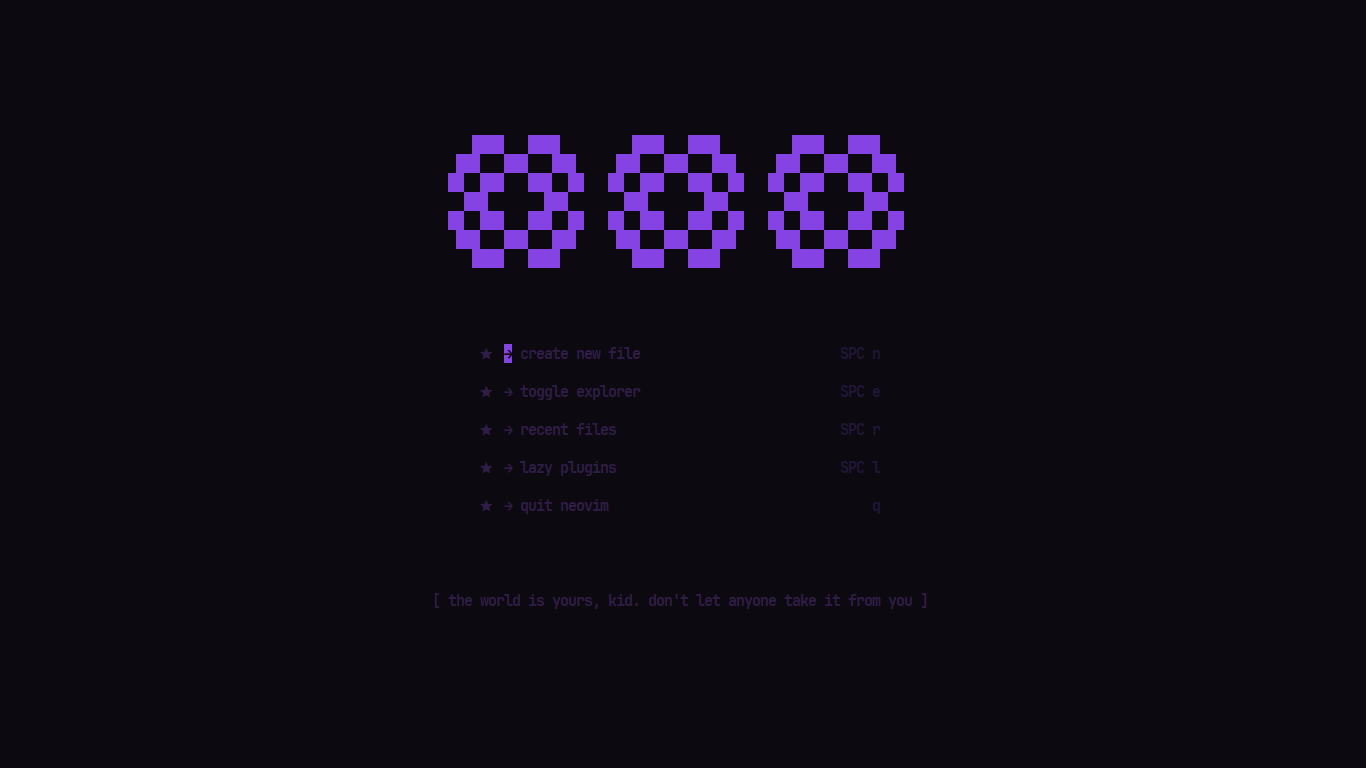 ★ → create new file SPC n
★ → toggle explorer SPC e
★ → recent files SPC r
★ → lazy plugins SPC l
★ → quit neovim q
[ the world is yours, kid. don't let anyone take it from you ]